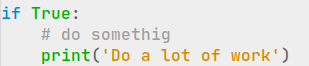 if True:
    # do somethig
    print('Do a lot of work')